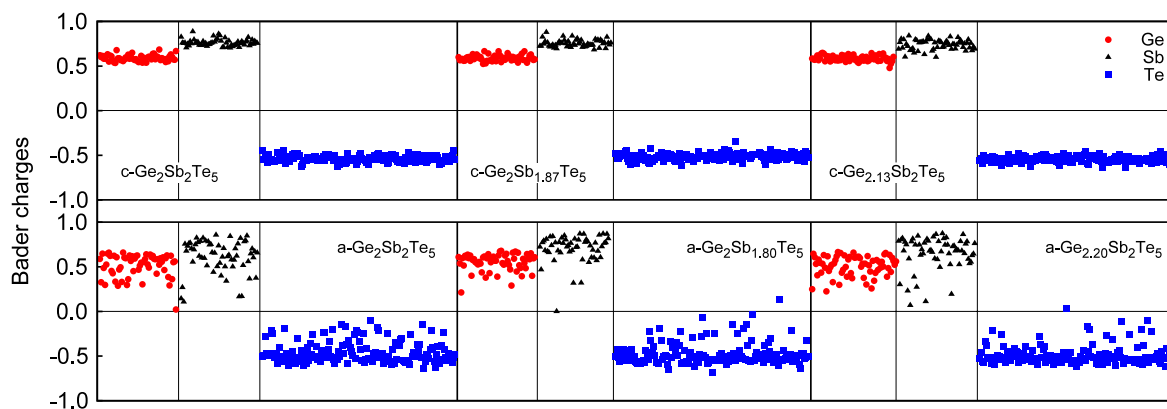 Bader charges
1.0
0.5
0.0
-0.5
-1.0
Ge
Sb
Te
c-Ge₂Sb₂Te₅
c-Ge₂Sb₁.₈₇Te₅
c-Ge₂.₁₃Sb₂Te₅
1.0
0.5
0.0
-0.5
-1.0
a-Ge₂Sb₂Te₅
a-Ge₂Sb₁.₈₀Te₅
a-Ge₂.₂₀Sb₂Te₅